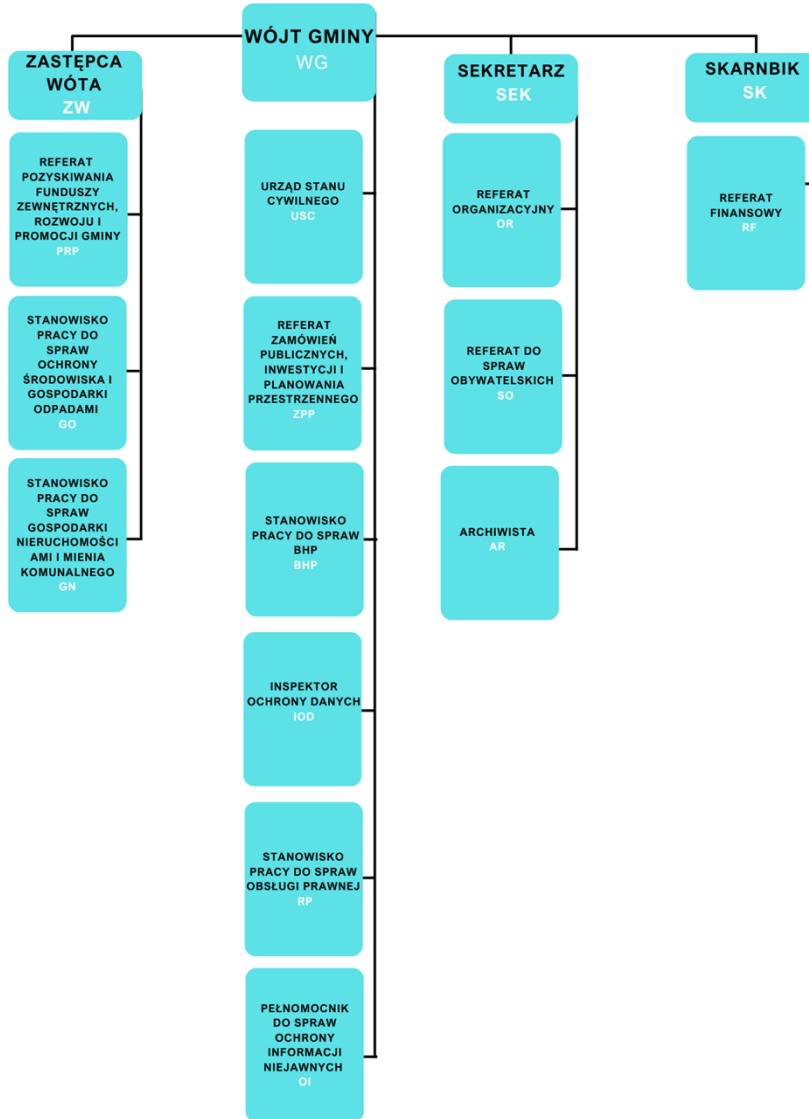 WÓJT GMINY
WG
ZASTĘPCA
WÓTA
ZW
SEKRETARZ
SEK
SKARNBIK
SK
REFERAT
POZYSKIWANIA
FUNDUSZY
ZEWNĘTRZNYCH,
ROZWOJU I
PROMOCJI GMINY
PRP
STANOWISKO
PRACY DO
SPRAW
OCHRONY
ŚRODOWISKA I
GOSPODARKI
ODPADAMI
GO
STANOWISKO
PRACY DO
SPRAW
GOSPODARKI
NIERUCHOMOŚCI
AMI I MIENIA
KOMUNALNEGO
GN
URZĄD STANU
CYWILNEGO
USC
REFERAT
ZAMÓWIEŃ
PUBLICZNYCH,
INWESTYCJI I
PLANOWANIA
PRZESTRZENNEGO
ZPP
STANOWISKO
PRACY DO SPRAW
BHP
BHP
INSPEKTOR
OCHRONY DANYCH
IOD
STANOWISKO
PRACY DO SPRAW
OBSŁUGI PRAWNEJ
RP
PEŁNOMOCNIK
DO SPRAW
OCHRONY
INFORMACJI
NIEJAWNYCH
OI
REFERAT
ORGANIZACYJNY
OR
REFERAT DO
SPRAW
OBYWATELSKICH
SO
ARCHIWISTA
AR
REFERAT
FINANSOWY
RF